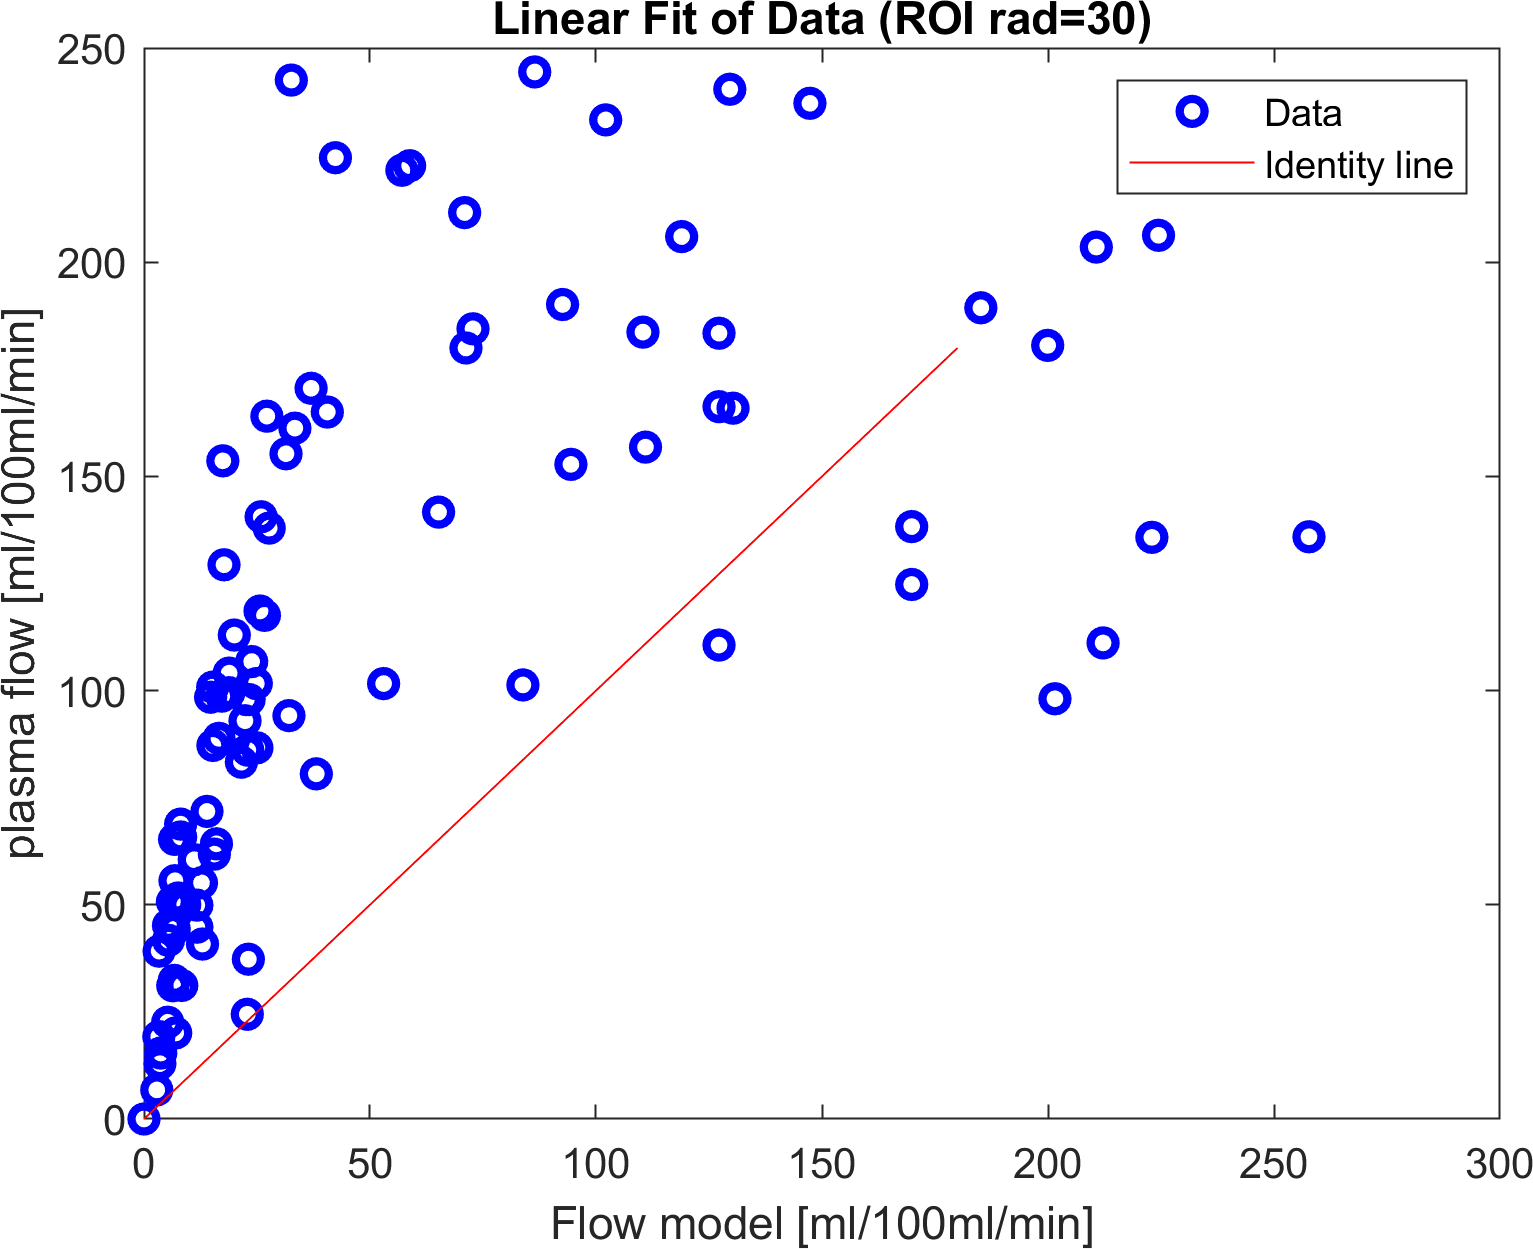 Linear Fit of Data (ROI rad=30)
250
200
150
100
50
0
0 50 100 150 200 250 300
Flow model [ml/100ml/min]
plasma flow [ml/100ml/min]
Data
Identity line